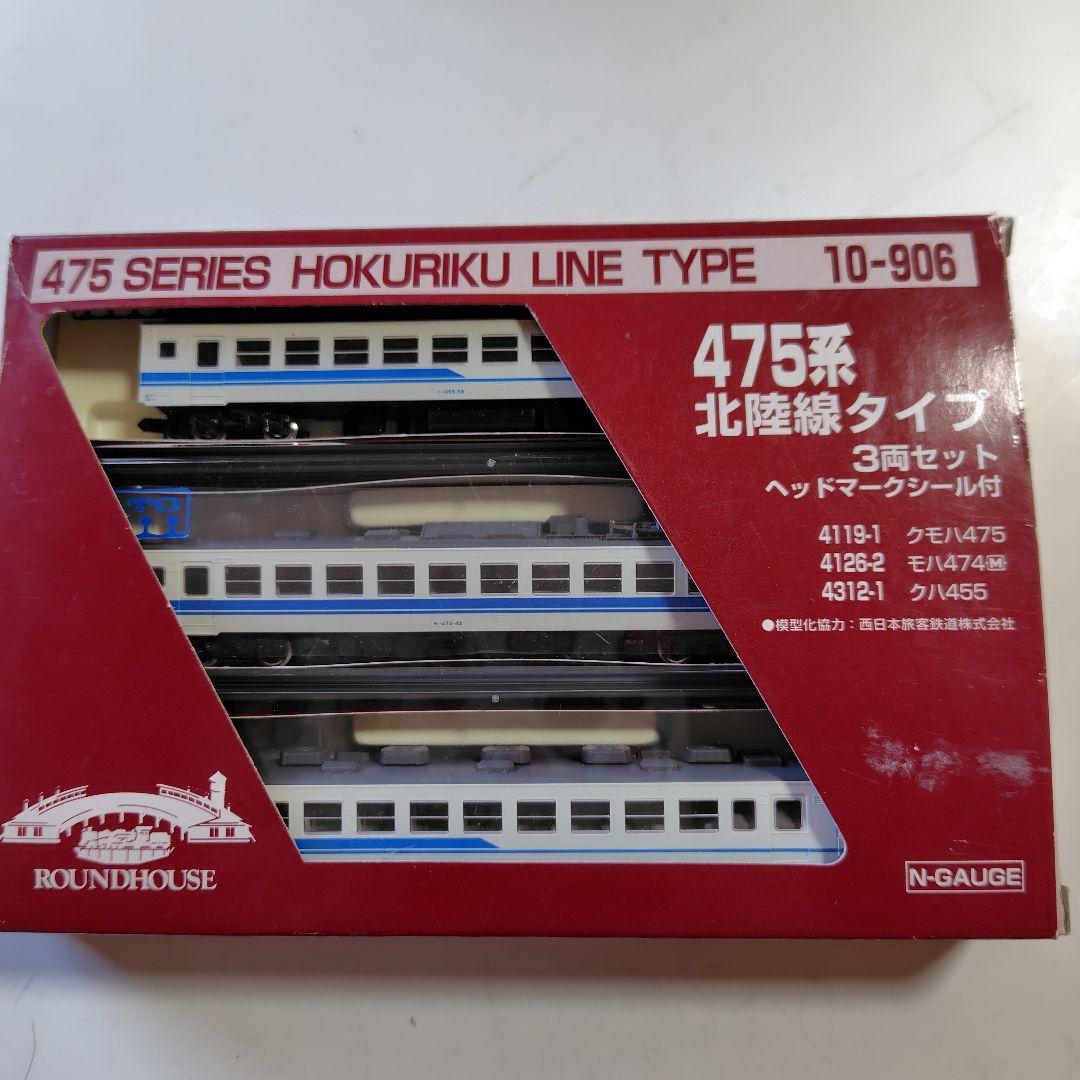 475 SERIES HOKURIKU LINE TYPE 10-906
475系
北陸線タイプ
3両セット
ヘッドマークシール付
4119-1 クモハ475
4126-2 モハ474 M
4312-1 クハ455
●模型化協力：西日本旅客鉄道株式会社
ROUNDHOUSE
N-GAUGE